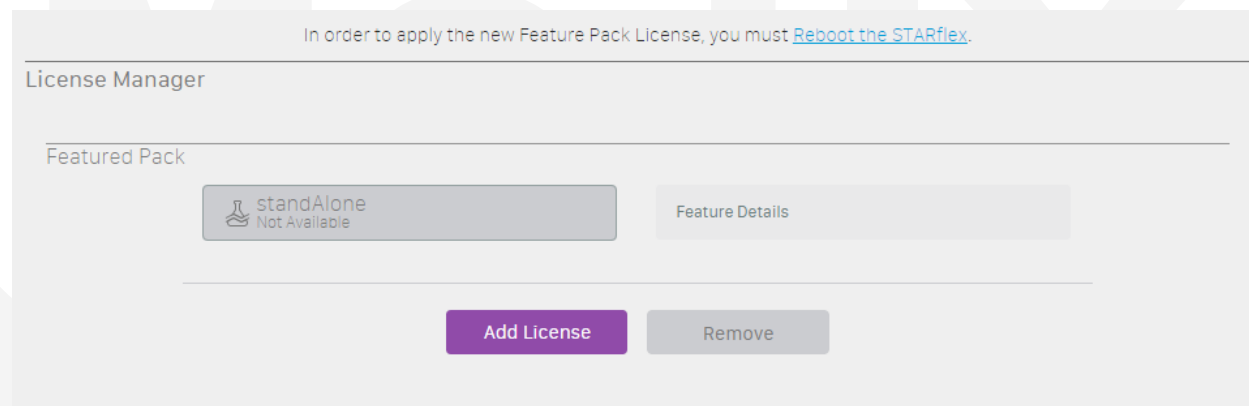 In order to apply the new Feature Pack License, you must Reboot the STARflex.
License Manager
Featured Pack
standAlone
Not Available
Feature Details
Add License
Remove